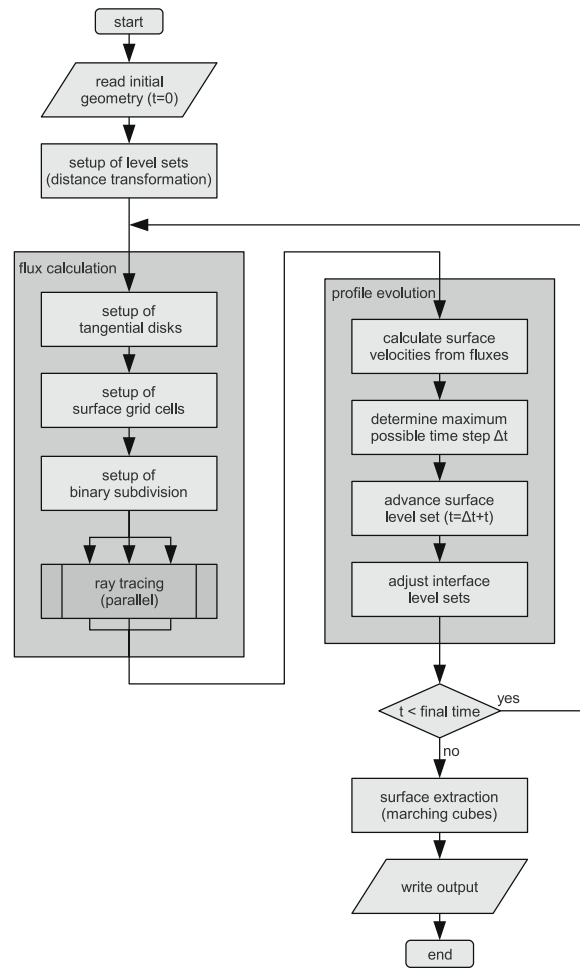 start
read initial
geometry (t=0)
setup of level sets
(distance transformation)
flux calculation
setup of
tangential disks
setup of
surface grid cells
setup of
binary subdivision
ray tracing
(parallel)
profile evolution
calculate surface
velocities from fluxes
determine maximum
possible time step Δt
advance surface
level set (t=Δt+t)
adjust interface
level sets
t < final time
yes
no
surface extraction
(marching cubes)
write output
end